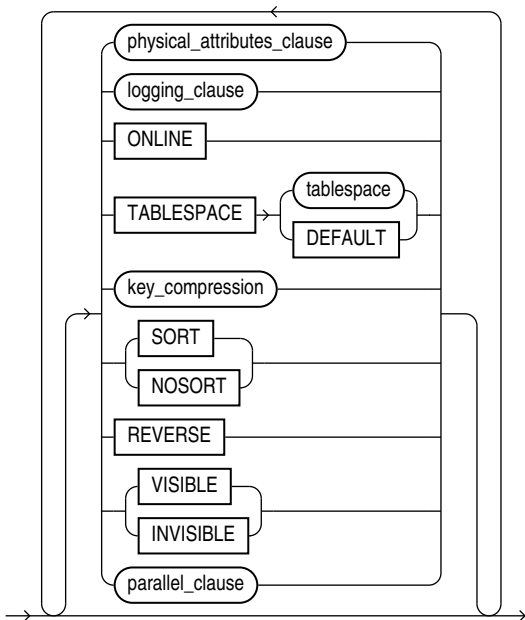 physical_attributes_clause
logging_clause
ONLINE
tablespace
TABLESPACE
DEFAULT
key_compression
SORT
NOSORT
REVERSE
VISIBLE
INVISIBLE
parallel_clause